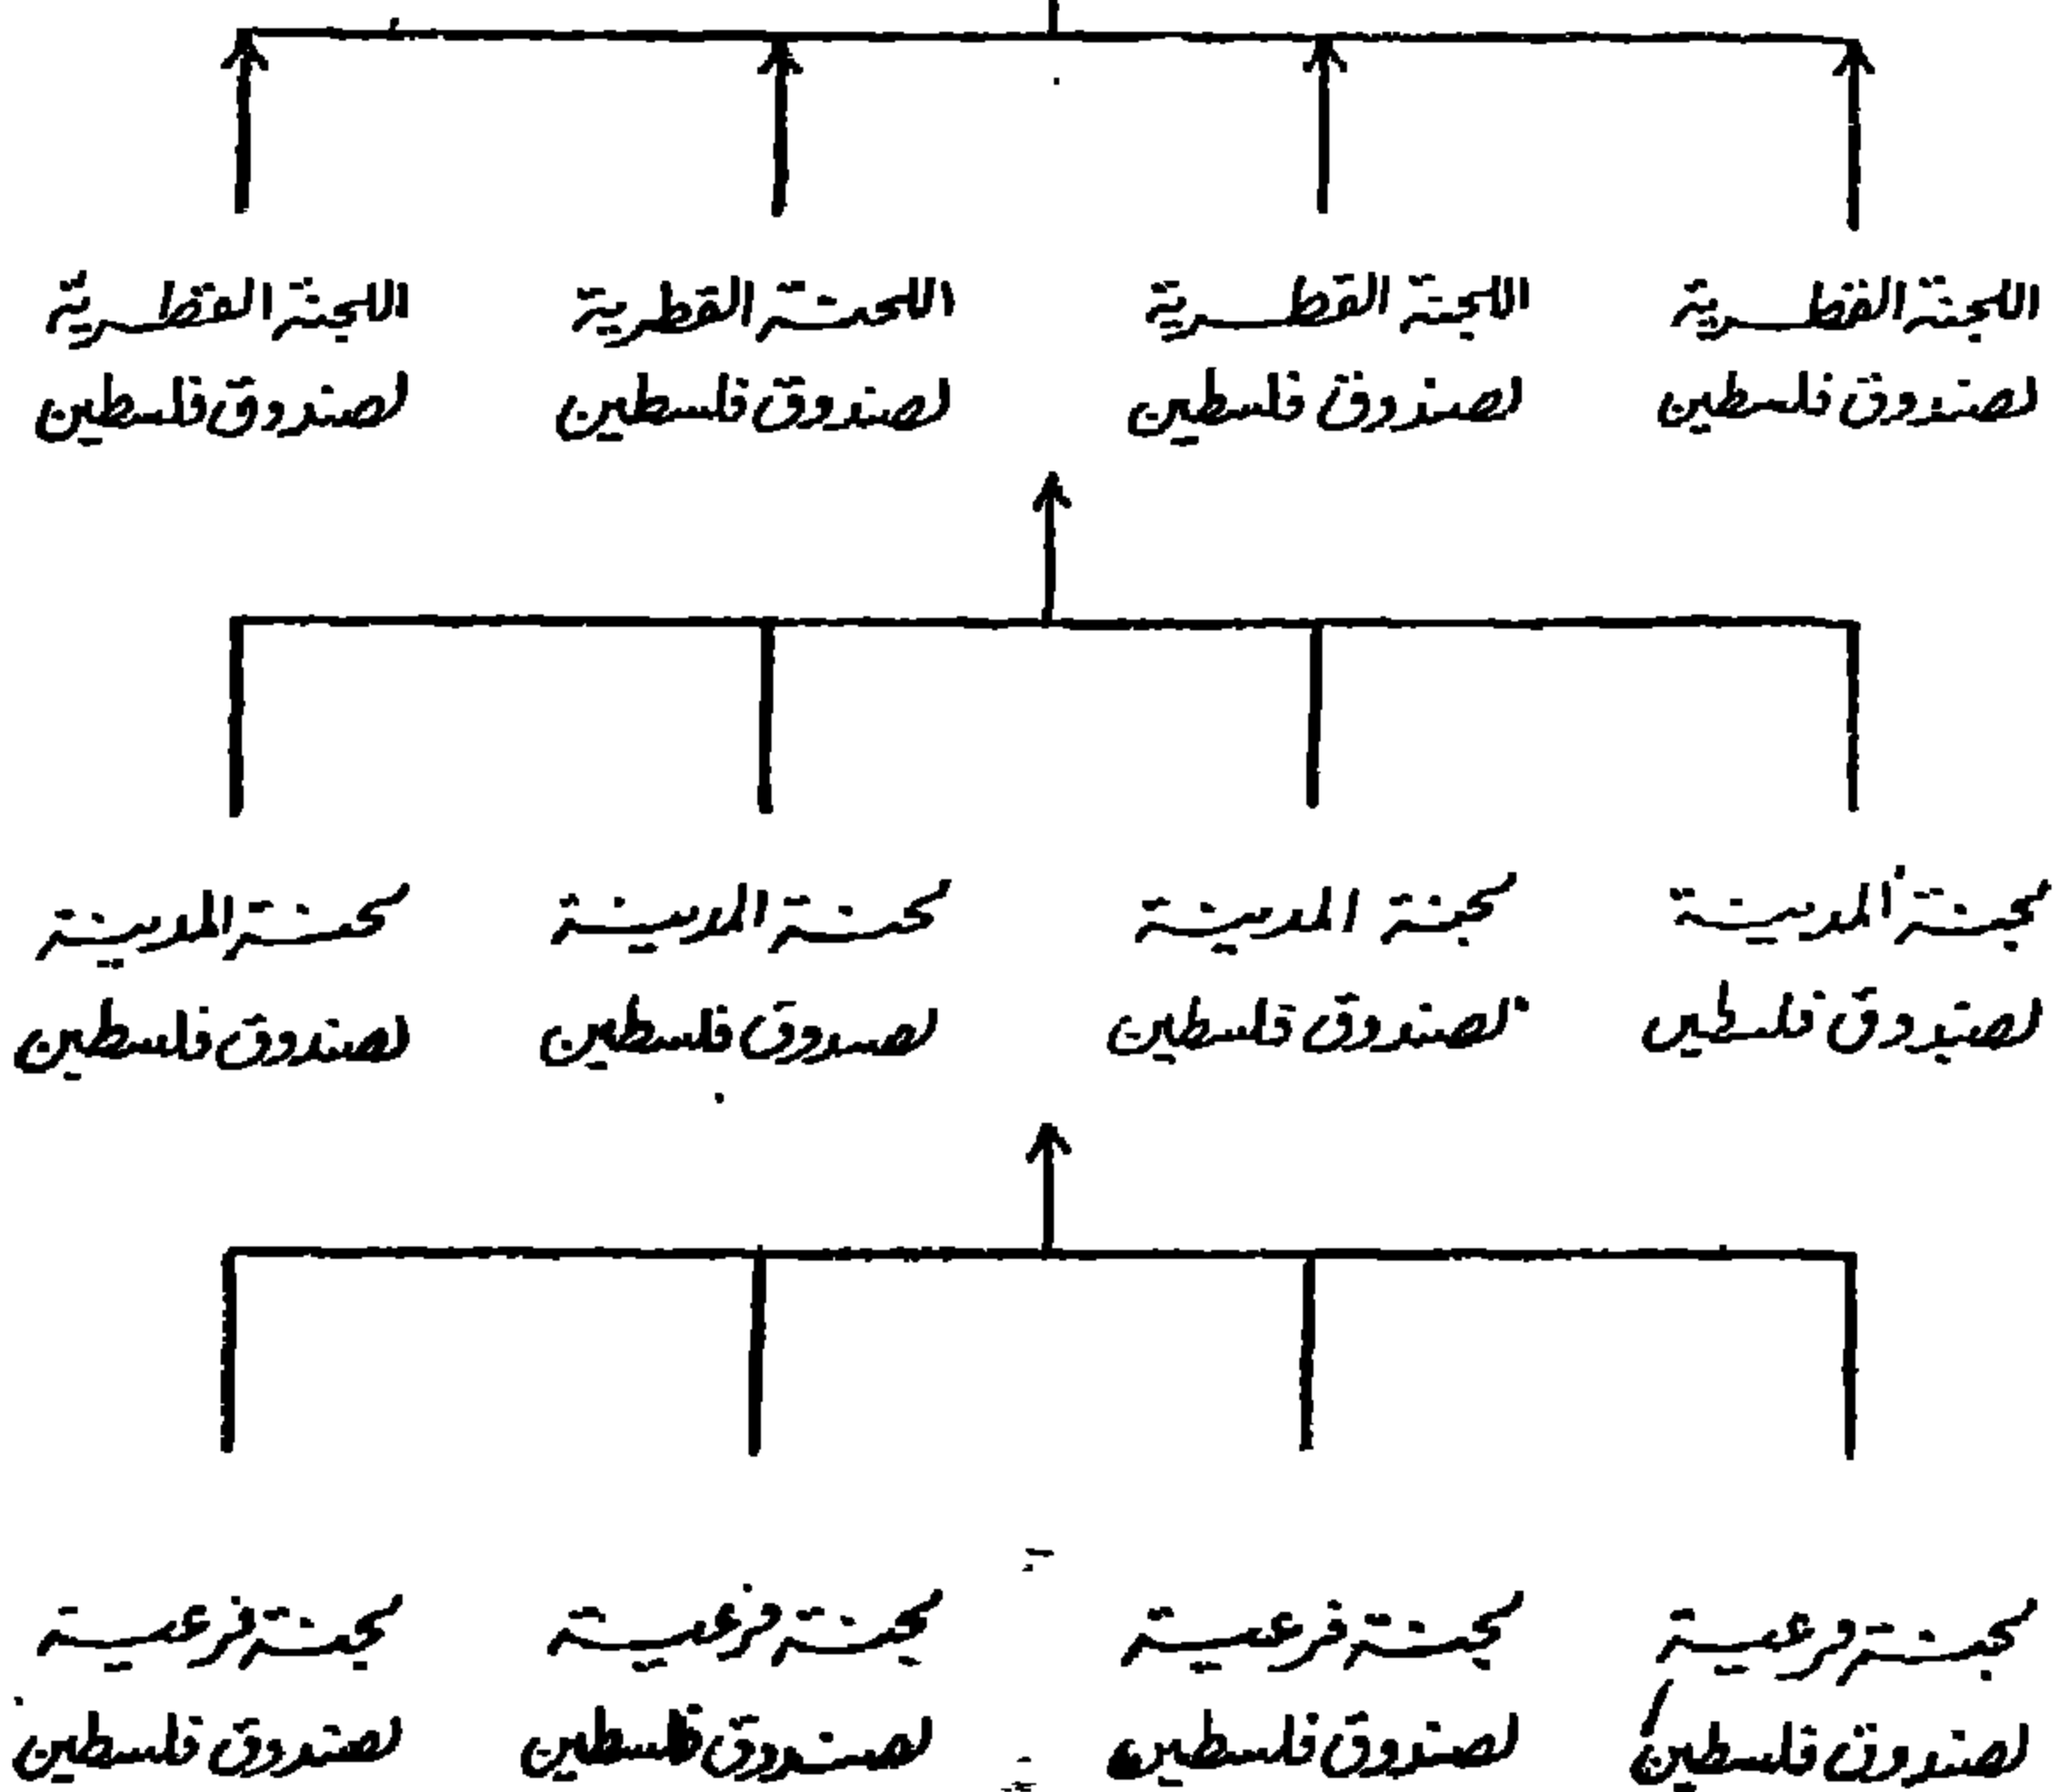 اللجنة القطرية اللجنة القطرية اللجنة القطرية اللجنة القطرية
لصندوق فلسطين لصندوق فلسطين لصندوق فلسطين لصندوق فلسطين
لجنة المدينة لجنة المدينة لجنة المدينة لجنة المدينة
لصندوق فلسطين لصندوق فلسطين لصندوق فلسطين لصندوق فلسطين
لجنة فرعية لجنة فرعية لجنة فرعية لجنة فرعية
لصندوق فلسطين لصندوق فلسطين لصندوق فلسطين لصندوق فلسطين